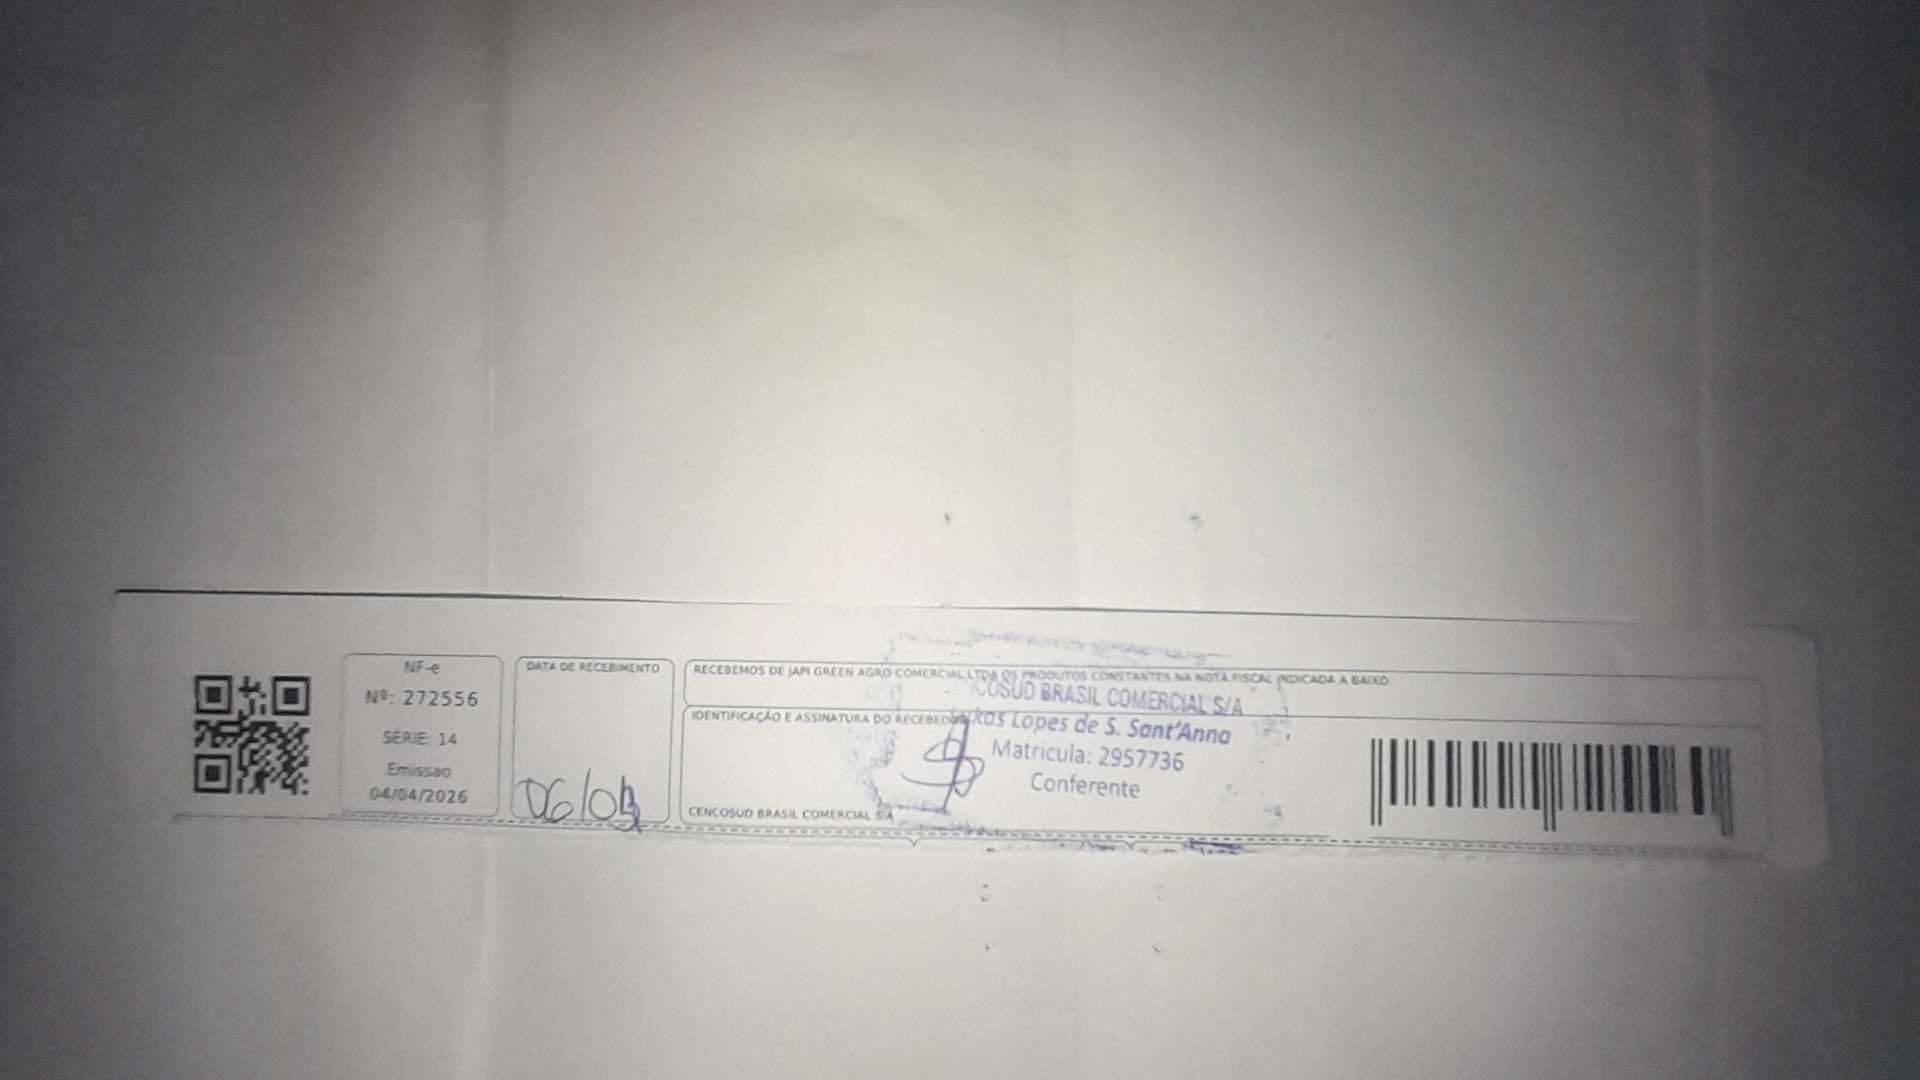 NF-e
Nº: 272556
SÉRIE: 14
Emissao
04/04/2026
DATA DE RECEBIMENTO
06/
RECEBEMOS DE JAPI GREEN AGRO COMERCIAL LTDA OS PRODUTOS CONSTANTES NA NOTA FISCAL INDICADA A BAIXO
IDENTIFICAÇÃO E ASSINATURA DO
COSUD BRASIL COMERCIAL S/A
Lopes de S. Sant'Anna
Matricula: 2957736
Conferente
CENCOSUD BRASIL COMERCIAL S A